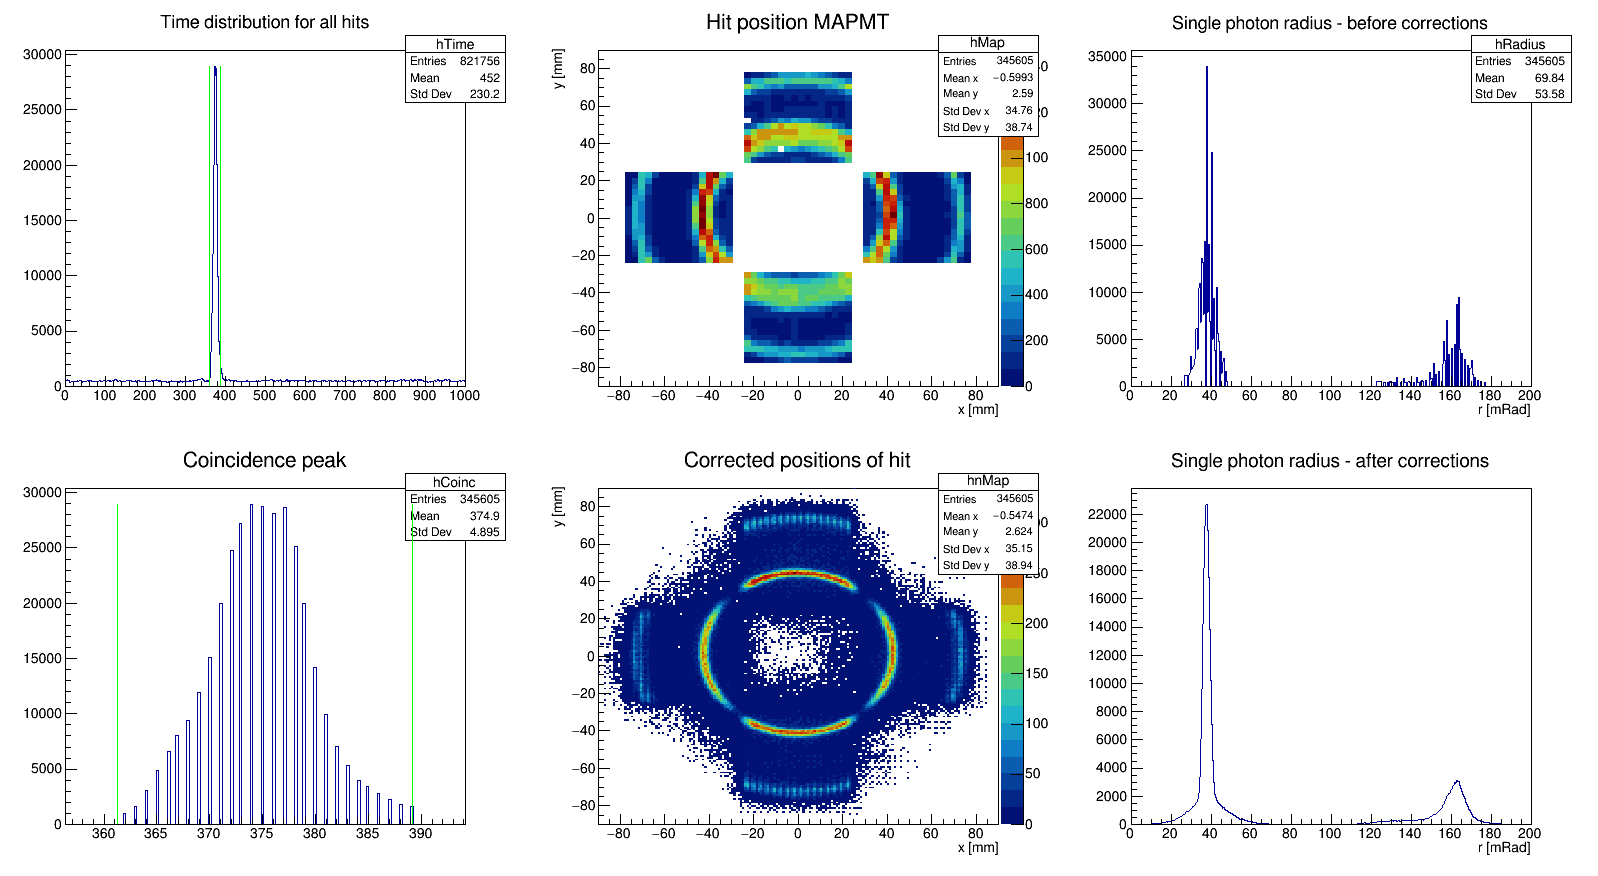 Time distribution for all hits
hTime
Entries 821756
Mean 452
Std Dev 230.2
30000
25000
20000
15000
10000
5000
0
0 100 200 300 400 500 600 700 800 900 1000
Hit position MAPMT
hMap
Entries 345605
Mean x −0.5993
Mean y 2.59
Std Dev x 34.76
Std Dev y 38.74
y [mm]
80
60
40
20
0
−20
−40
−60
−80
−80 −60 −40 −20 0 20 40 60 80
x [mm]
100
800
600
400
200
0
Single photon radius - before corrections
hRadius
Entries 345605
Mean 69.84
Std Dev 53.58
35000
30000
25000
20000
15000
10000
5000
0
0 20 40 60 80 100 120 140 160 180 200
r [mRad]
Coincidence peak
hCoinc
Entries 345605
Mean 374.9
Std Dev 4.895
30000
25000
20000
15000
10000
5000
0
360 365 370 375 380 385 390
Corrected positions of hit
hnMap
Entries 345605
Mean x −0.5474
Mean y 2.624
Std Dev x 35.15
Std Dev y 38.94
y [mm]
80
60
40
20
0
−20
−40
−60
−80
−80 −60 −40 −20 0 20 40 60 80
x [mm]
200
150
100
50
0
Single photon radius - after corrections
22000
20000
18000
16000
14000
12000
10000
8000
6000
4000
2000
0
0 20 40 60 80 100 120 140 160 180 200
r [mRad]